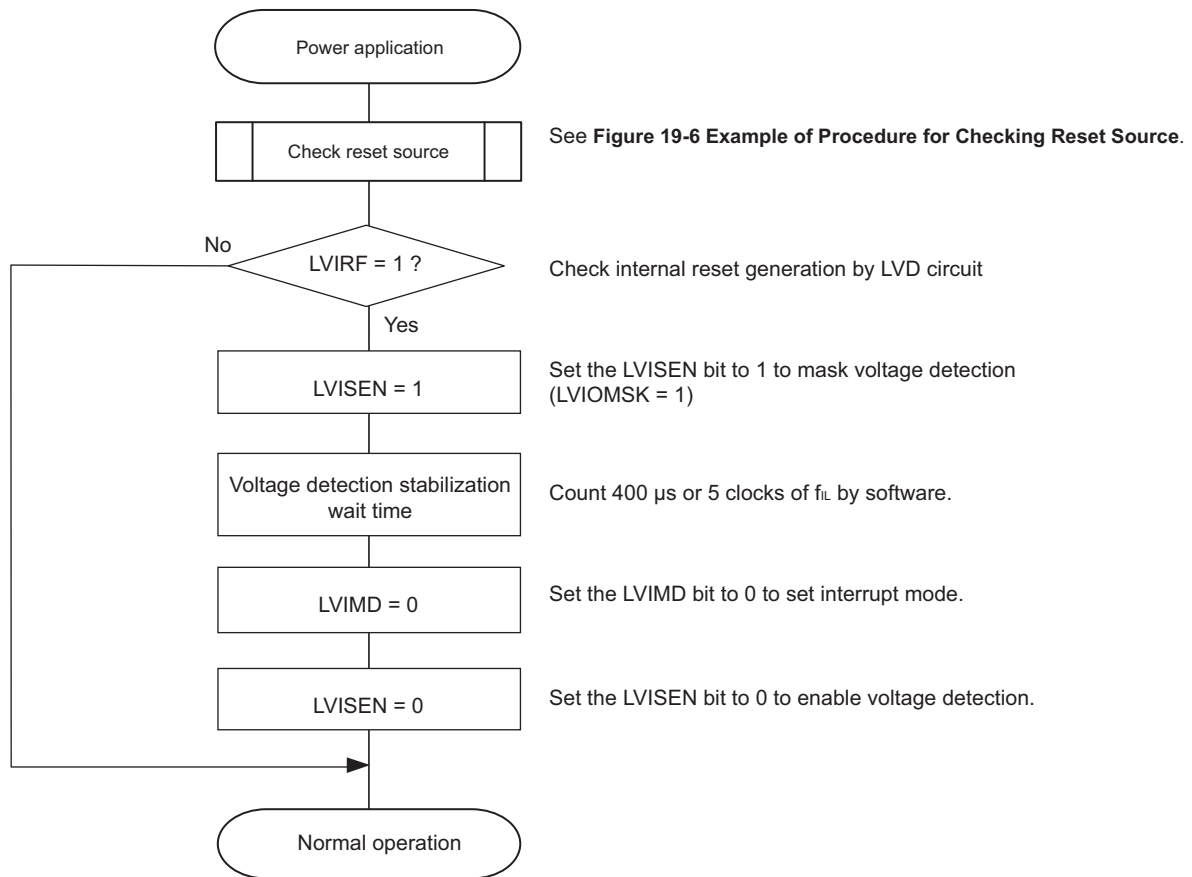 Power application
Check reset source
See Figure 19-6 Example of Procedure for Checking Reset Source.
No
LVIRF = 1 ?
Check internal reset generation by LVD circuit
Yes
LVISEN = 1
Set the LVISEN bit to 1 to mask voltage detection
(LVIOMSK = 1)
Voltage detection stabilization
wait time
Count 400 μs or 5 clocks of fIL by software.
LVIMD = 0
Set the LVIMD bit to 0 to set interrupt mode.
LVISEN = 0
Set the LVISEN bit to 0 to enable voltage detection.
Normal operation